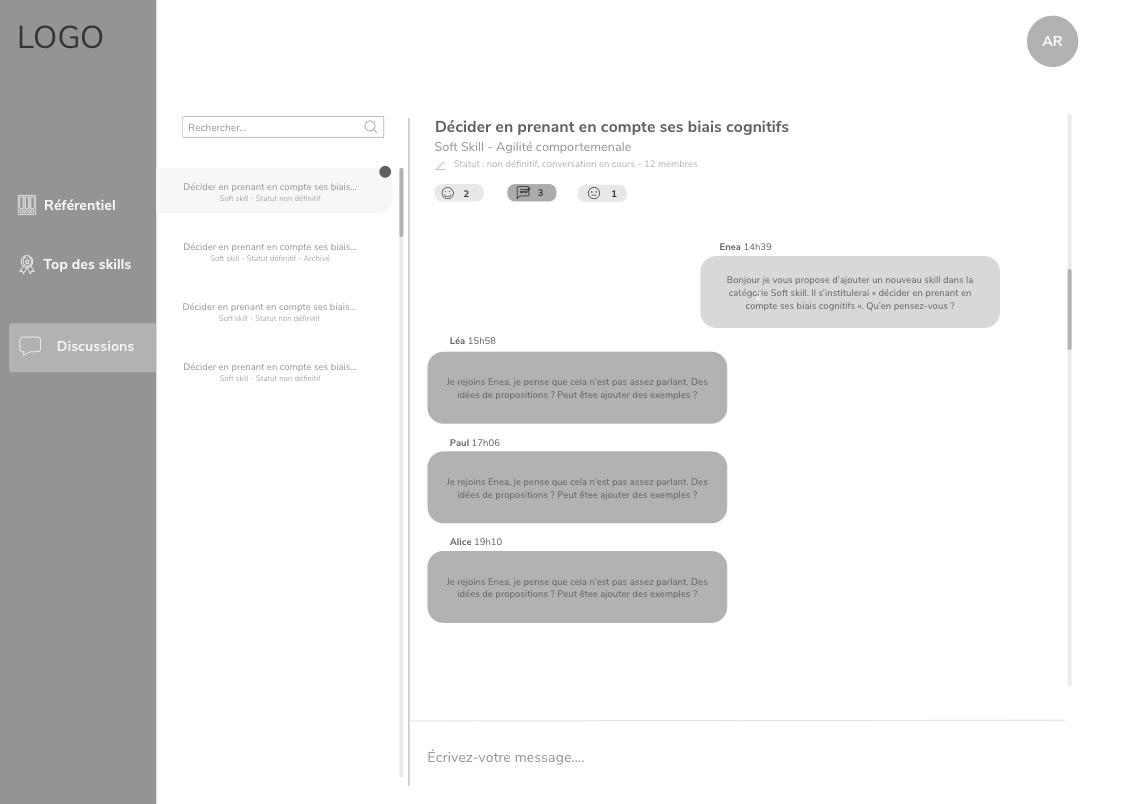 LOGO
AR
Référentiel
Top des skills
Discussions
Rechercher...
Décider en prenant en compte ses biais...
Soft skill - Statut non définitif
Décider en prenant en compte ses biais...
Soft skill - Statut définitif - Archivé
Décider en prenant en compte ses biais...
Soft skill - Statut non définitif
Décider en prenant en compte ses biais...
Soft skill - Statut non définitif
Décider en prenant en compte ses biais cognitifs
Soft Skill - Agilité comportemenale
Statut : non définitif, conversation en cours - 12 membres
2 3 1
Enea 14h39
Bonjour je vous propose d'ajouter un nouveau skill dans la
catégorie Soft skill. Il s'institulerai « décider en prenant en
compte ses biais cognitifs ». Qu'en pensez-vous ?
Léa 15h58
Je rejoins Enea, je pense que cela n'est pas assez parlant. Des
idées de propositions ? Peut êtee ajouter des exemples ?
Paul 17h06
Je rejoins Enea, je pense que cela n'est pas assez parlant. Des
idées de propositions ? Peut êtee ajouter des exemples ?
Alice 19h10
Je rejoins Enea, je pense que cela n'est pas assez parlant. Des
idées de propositions ? Peut êtee ajouter des exemples ?
Écrivez-votre message....